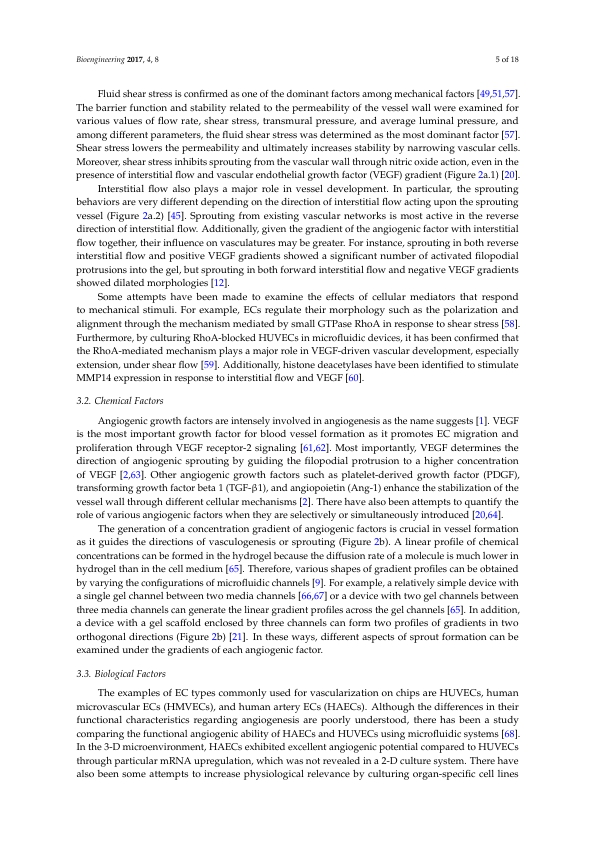 Bioengineering 2017, 4, 8
5 of 18
Fluid shear stress is confirmed as one of the dominant factors among mechanical factors [49,51,57].
The barrier function and stability related to the permeability of the vessel wall were examined for
various values of flow rate, shear stress, transmural pressure, and average luminal pressure, and
among different parameters, the fluid shear stress was determined as the most dominant factor [57].
Shear stress lowers the permeability and ultimately increases stability by narrowing vascular cells.
Moreover, shear stress inhibits sprouting from the vascular wall through nitric oxide action, even in the
presence of interstitial flow and vascular endothelial growth factor (VEGF) gradient (Figure 2a.1) [20].
Interstitial flow also plays a major role in vessel development. In particular, the sprouting
behaviors are very different depending on the direction of interstitial flow acting upon the sprouting
vessel (Figure 2a.2) [45]. Sprouting from existing vascular networks is most active in the reverse
direction of interstitial flow. Additionally, given the gradient of the angiogenic factor with interstitial
flow together, their influence on vasculatures may be greater. For instance, sprouting in both reverse
interstitial flow and positive VEGF gradients showed a significant number of activated filopodial
protrusions into the gel, but sprouting in both forward interstitial flow and negative VEGF gradients
showed dilated morphologies [12].
Some attempts have been made to examine the effects of cellular mediators that respond
to mechanical stimuli. For example, ECs regulate their morphology such as the polarization and
alignment through the mechanism mediated by small GTPase RhoA in response to shear stress [58].
Furthermore, by culturing RhoA-blocked HUVECs in microfluidic devices, it has been confirmed that
the RhoA-mediated mechanism plays a major role in VEGF-driven vascular development, especially
extension, under shear flow [59]. Additionally, histone deacetylases have been identified to stimulate
MMP14 expression in response to interstitial flow and VEGF [60].
3.2. Chemical Factors
Angiogenic growth factors are intensely involved in angiogenesis as the name suggests [1]. VEGF
is the most important growth factor for blood vessel formation as it promotes EC migration and
proliferation through VEGF receptor-2 signaling [61,62]. Most importantly, VEGF determines the
direction of angiogenic sprouting by guiding the filopodial protrusion to a higher concentration
of VEGF [2,63]. Other angiogenic growth factors such as platelet-derived growth factor (PDGF),
transforming growth factor beta 1 (TGF-β1), and angiopoietin (Ang-1) enhance the stabilization of the
vessel wall through different cellular mechanisms [2]. There have also been attempts to quantify the
role of various angiogenic factors when they are selectively or simultaneously introduced [20,64].
The generation of a concentration gradient of angiogenic factors is crucial in vessel formation
as it guides the directions of vasculogenesis or sprouting (Figure 2b). A linear profile of chemical
concentrations can be formed in the hydrogel because the diffusion rate of a molecule is much lower in
hydrogel than in the cell medium [65]. Therefore, various shapes of gradient profiles can be obtained
by varying the configurations of microfluidic channels [9]. For example, a relatively simple device with
a single gel channel between two media channels [66,67] or a device with two gel channels between
three media channels can generate the linear gradient profiles across the gel channels [65]. In addition,
a device with a gel scaffold enclosed by three channels can form two profiles of gradients in two
orthogonal directions (Figure 2b) [21]. In these ways, different aspects of sprout formation can be
examined under the gradients of each angiogenic factor.
3.3. Biological Factors
The examples of EC types commonly used for vascularization on chips are HUVECs, human
microvascular ECs (HMVECs), and human artery ECs (HAECs). Although the differences in their
functional characteristics regarding angiogenesis are poorly understood, there has been a study
comparing the functional angiogenic ability of HAECs and HUVECs using microfluidic systems [68].
In the 3-D microenvironment, HAECs exhibited excellent angiogenic potential compared to HUVECs
through particular mRNA upregulation, which was not revealed in a 2-D culture system. There have
also been some attempts to increase physiological relevance by culturing organ-specific cell lines